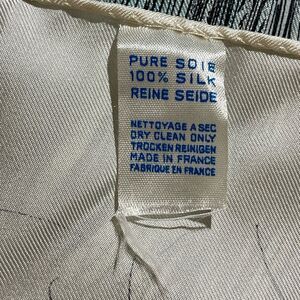 PURE SOIE
100% SILK
REINE SEIDE
NETTOYAGE A SEC
DRY CLEAN ONLY
TROCKEN REINIGEN
MADE IN FRANCE
FABRIQUE EN FRANCE